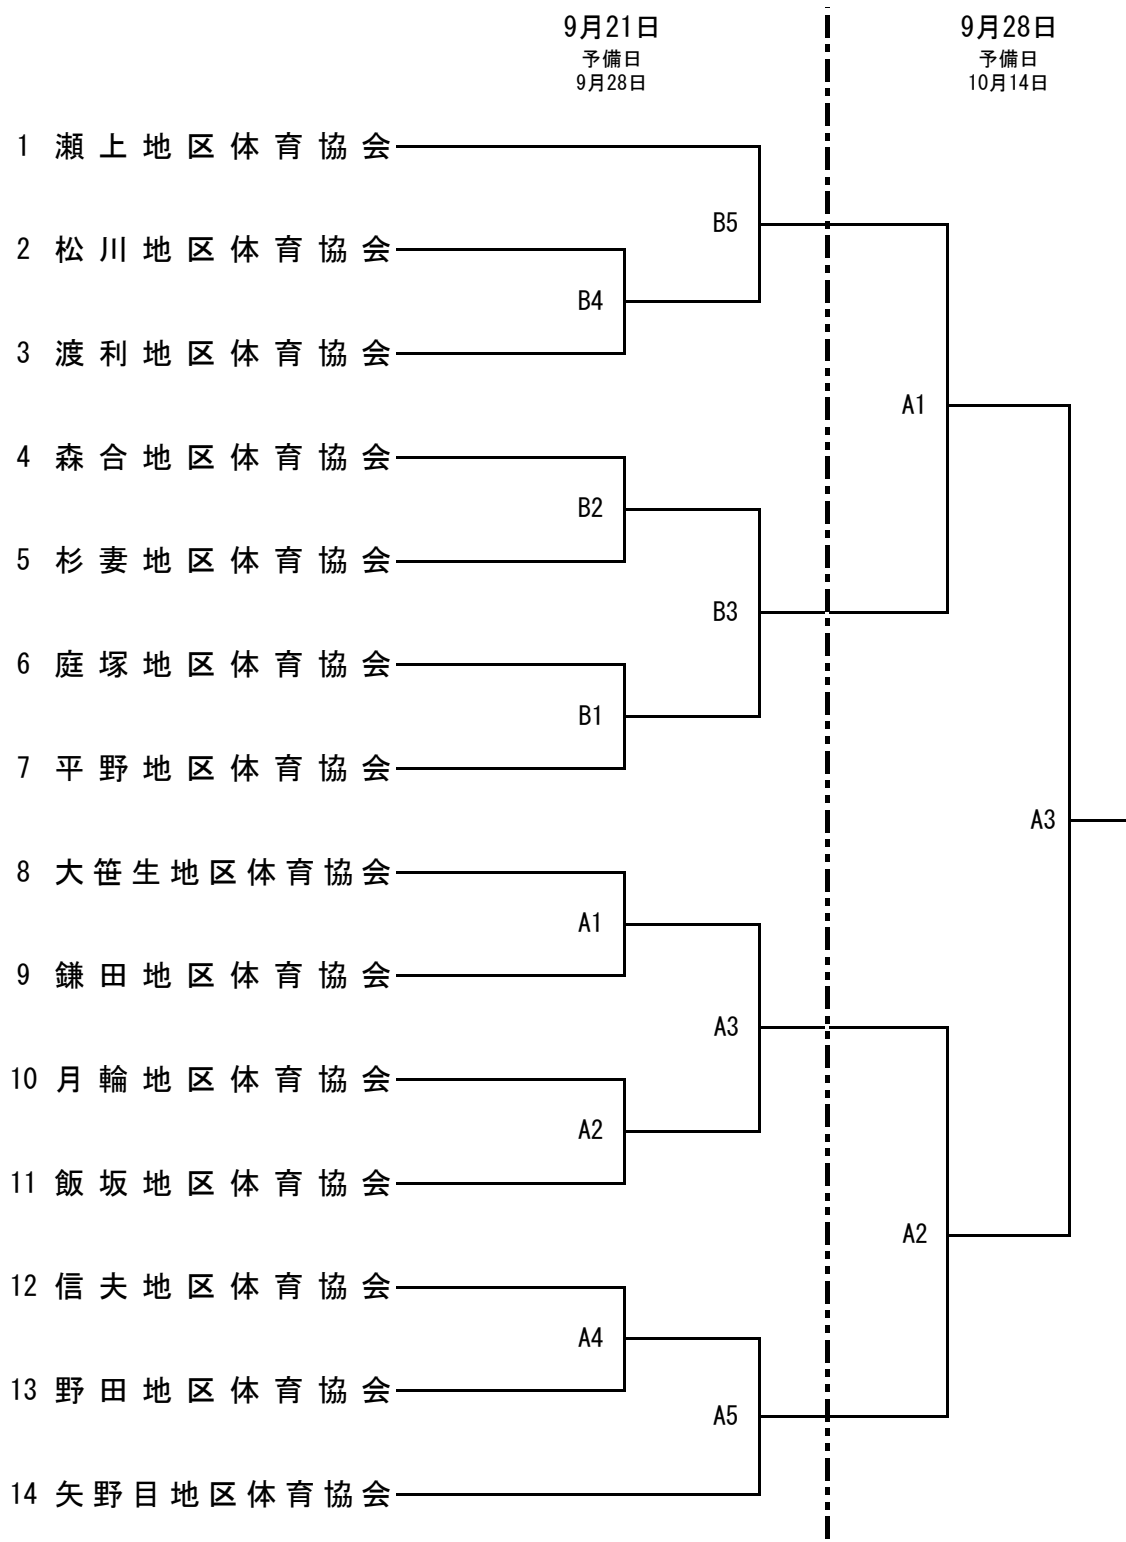 9月21日
予備日
9月28日
9月28日
予備日
10月14日
1 瀬上地区体育協会
B5
2 松川地区体育協会
B4
3 渡利地区体育協会
A1
4 森合地区体育協会
B2
5 杉妻地区体育協会
B3
6 庭塚地区体育協会
B1
7 平野地区体育協会
A3
8 大笹生地区体育協会
A1
9 鎌田地区体育協会
A3
10 月輪地区体育協会
A2
11 飯坂地区体育協会
A2
12 信夫地区体育協会
A4
13 野田地区体育協会
A5
14 矢野目地区体育協会